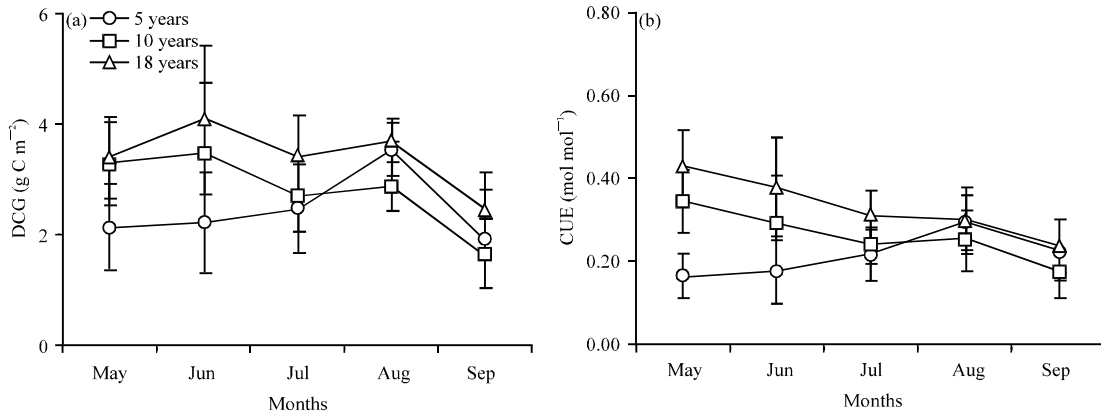 (a)
5 years
10 years
18 years
6
4
2
0
DCG (g C m⁻²)
May Jun Jul Aug Sep
Months
(b)
0.80
0.60
0.40
0.20
0.00
CUE (mol mol⁻¹)
May Jun Jul Aug Sep
Months